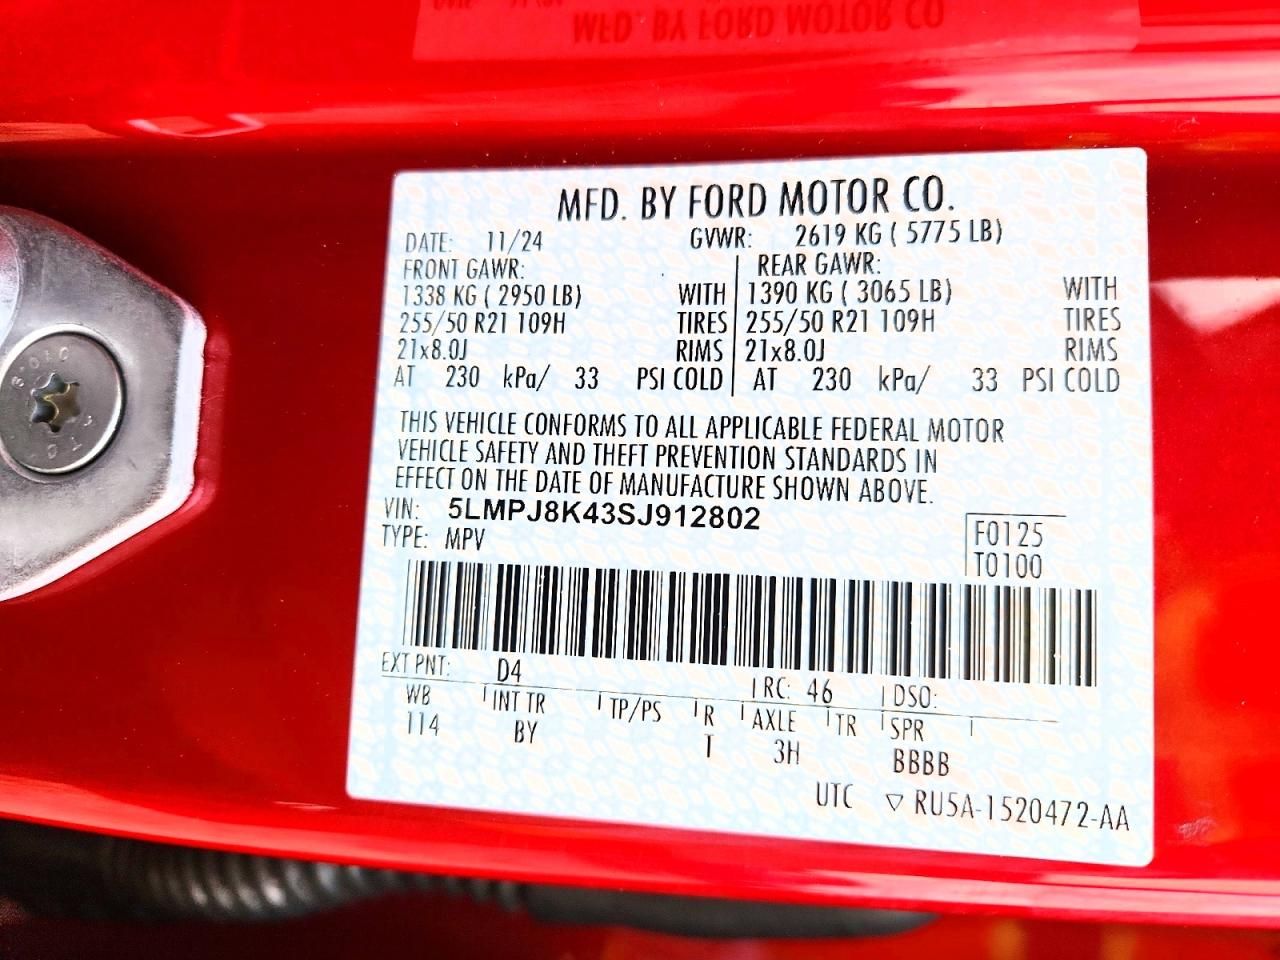 MFD. BY FORD MOTOR CO
MFD. BY FORD MOTOR CO.
DATE: 11/24 GVWR: 2619 KG ( 5775 LB)
FRONT GAWR: REAR GAWR:
1338 KG ( 2950 LB) WITH 1390 KG ( 3065 LB) WITH
255/50 R21 109H TIRES 255/50 R21 109H TIRES
21x8.0J RIMS 21x8.0J RIMS
AT 230 kPa/ 33 PSI COLD AT 230 kPa/ 33 PSI COLD
THIS VEHICLE CONFORMS TO ALL APPLICABLE FEDERAL MOTOR
VEHICLE SAFETY AND THEFT PREVENTION STANDARDS IN
EFFECT ON THE DATE OF MANUFACTURE SHOWN ABOVE.
VIN: 5LMPJ8K43SJ912802
TYPE: MPV
F0125
T0100
EXT PNT: D4 RC: 46 DSO:
WB INT TR TP/PS R AXLE TR SPR
114 BY T 3H BBBB
UTC ▽ RU5A-1520472-AA